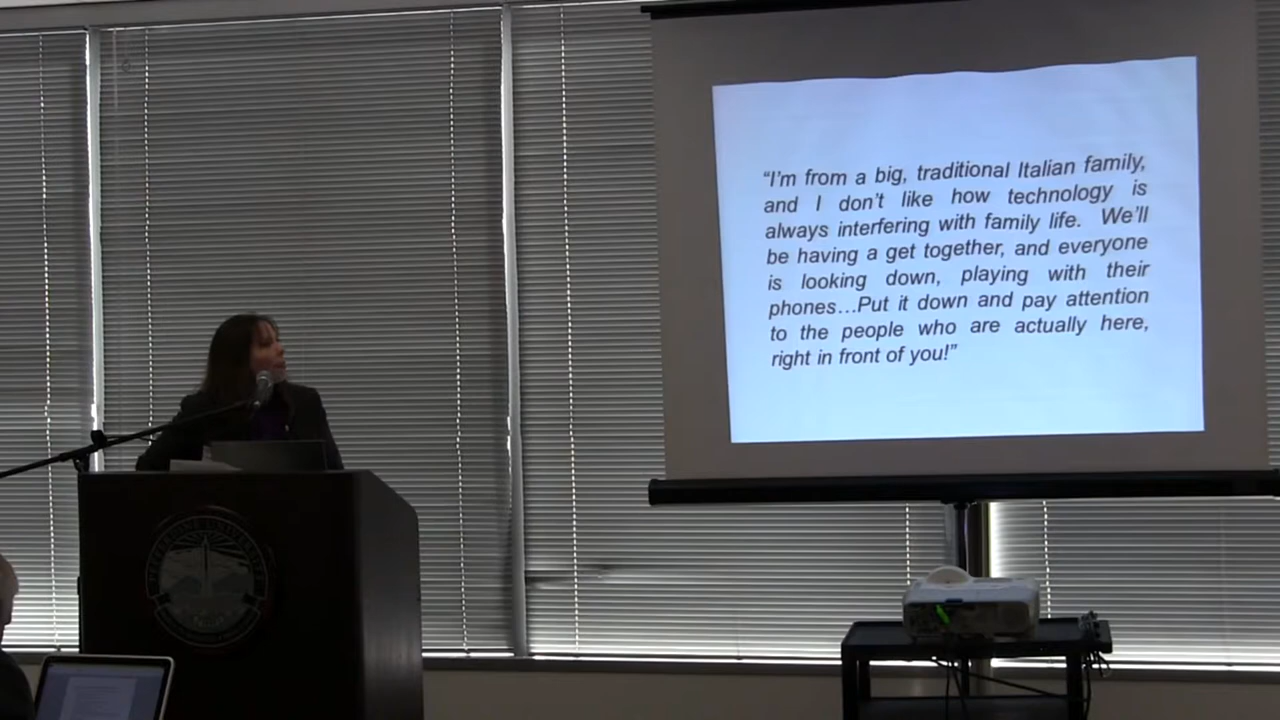 “I’m from a big, traditional Italian family,
and I don’t like how technology is
always interfering with family life. We’ll
be having a get together, and everyone
is looking down, playing with their
phones…Put it down and pay attention
to the people who are actually here,
right in front of you!”